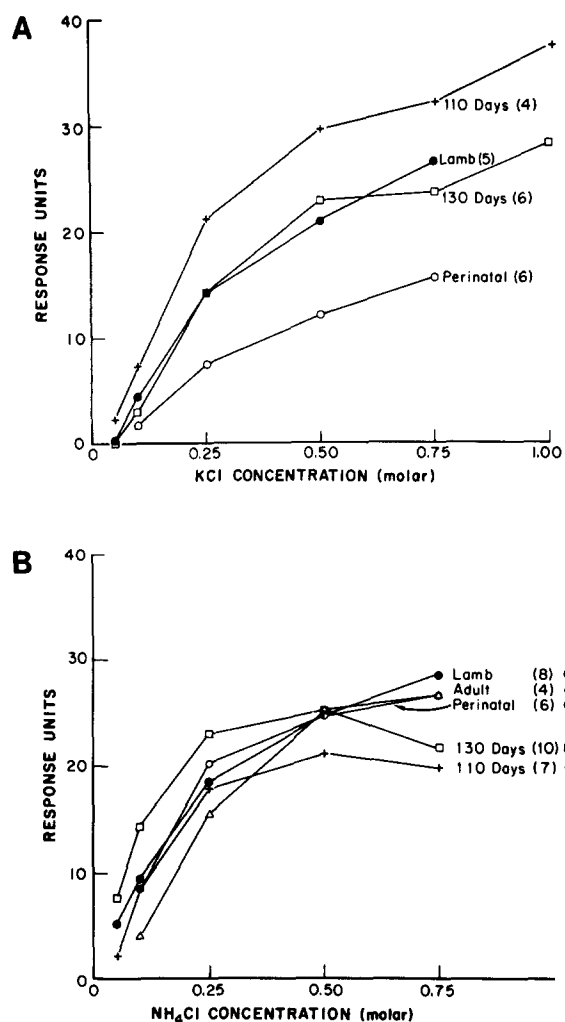 A
40
30
20
10
0
RESPONSE UNITS
110 Days (4)
Lamb (5)
130 Days (6)
Perinatal (6)
0 0.25 0.50 0.75 1.00
KCl CONCENTRATION (molar)
B
40
30
20
10
0
RESPONSE UNITS
Lamb (8)
Adult (4)
Perinatal (6)
130 Days (10)
110 Days (7)
0 0.25 0.50 0.75
NH₄Cl CONCENTRATION (molar)